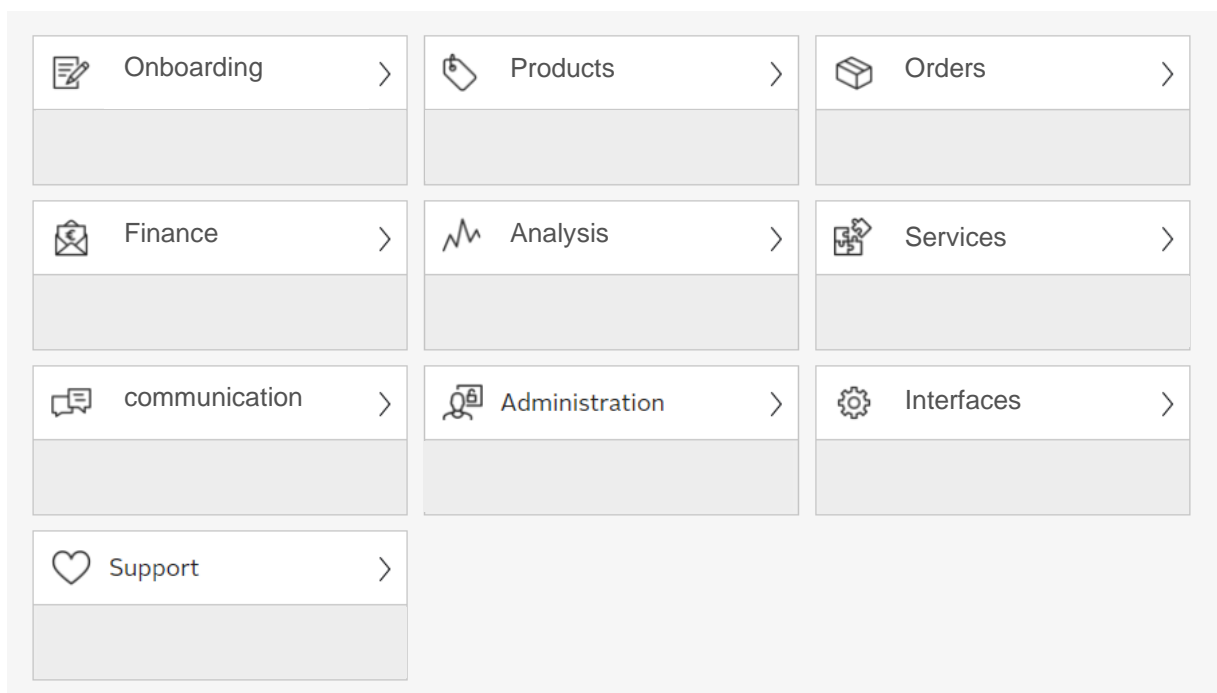 Onboarding
Products
Orders
Finance
Analysis
Services
communication
Administration
Interfaces
Support